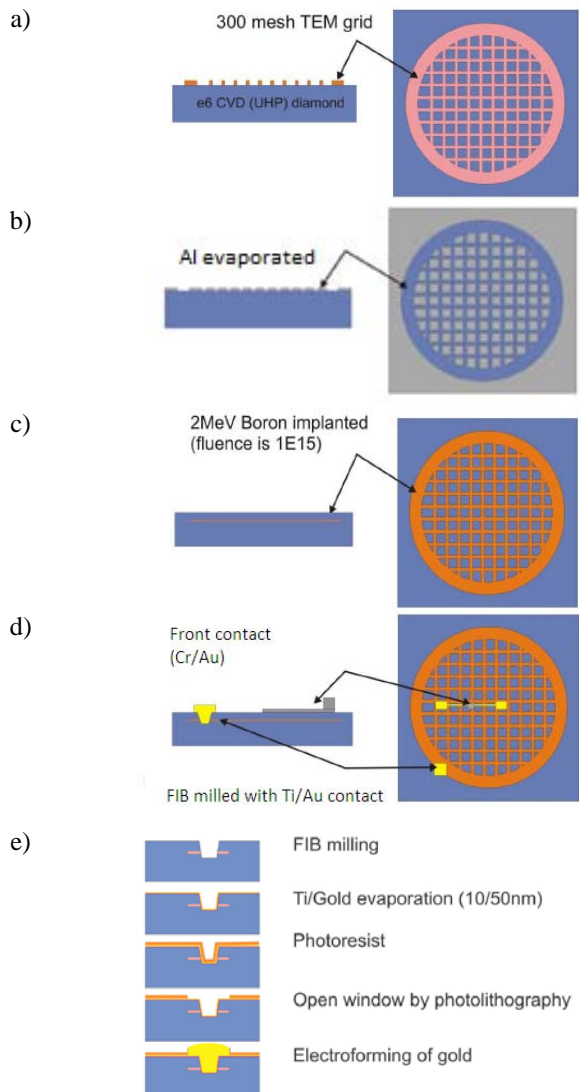 a)
300 mesh TEM grid
e6 CVD (UHP) diamond
b)
Al evaporated
c)
2MeV Boron implanted
(fluence is 1E15)
d)
Front contact
(Cr/Au)
FIB milled with Ti/Au contact
e)
FIB milling
Ti/Gold evaporation (10/50nm)
Photoresist
Open window by photolithography
Electroforming of gold